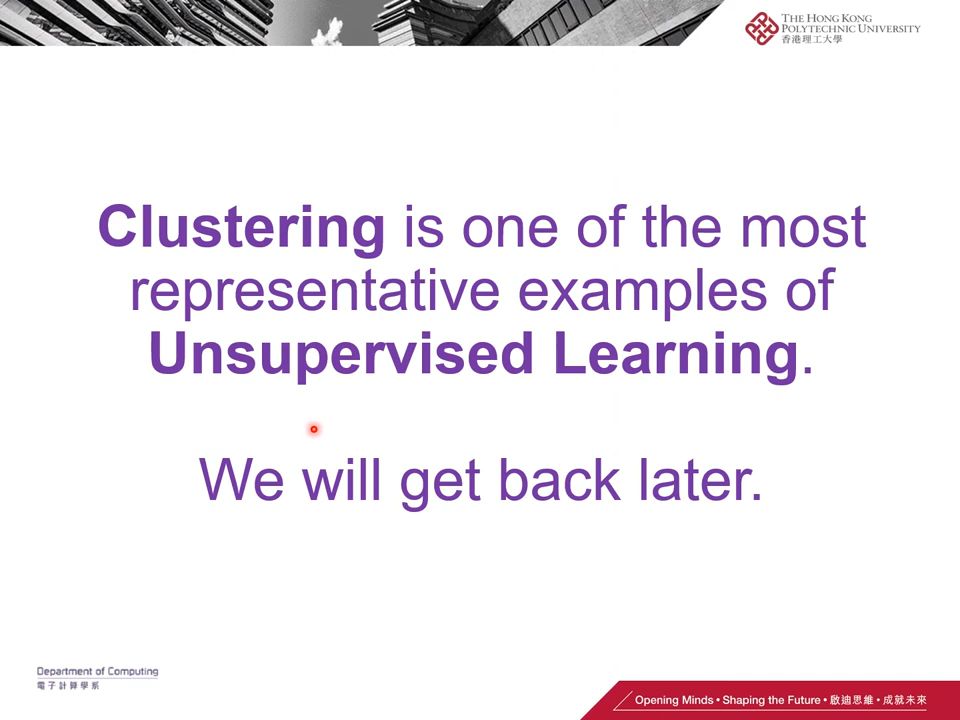 THE HONG KONG
POLYTECHNIC UNIVERSITY
香港理工大學
Clustering is one of the most
representative examples of
Unsupervised Learning.
We will get back later.
Department of Computing
電子計算學系
Opening Minds • Shaping the Future • 啟迪思維 • 成就未來